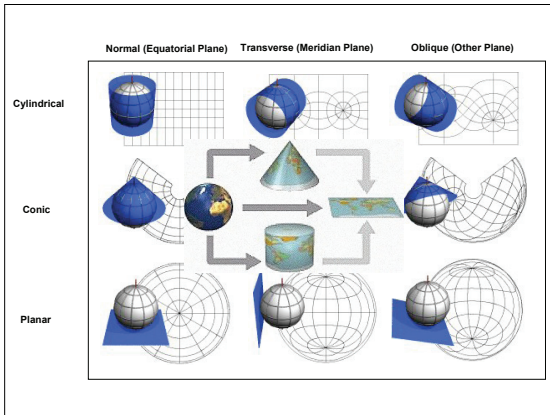 Normal (Equatorial Plane) Transverse (Meridian Plane) Oblique (Other Plane)
Cylindrical
Conic
Planar